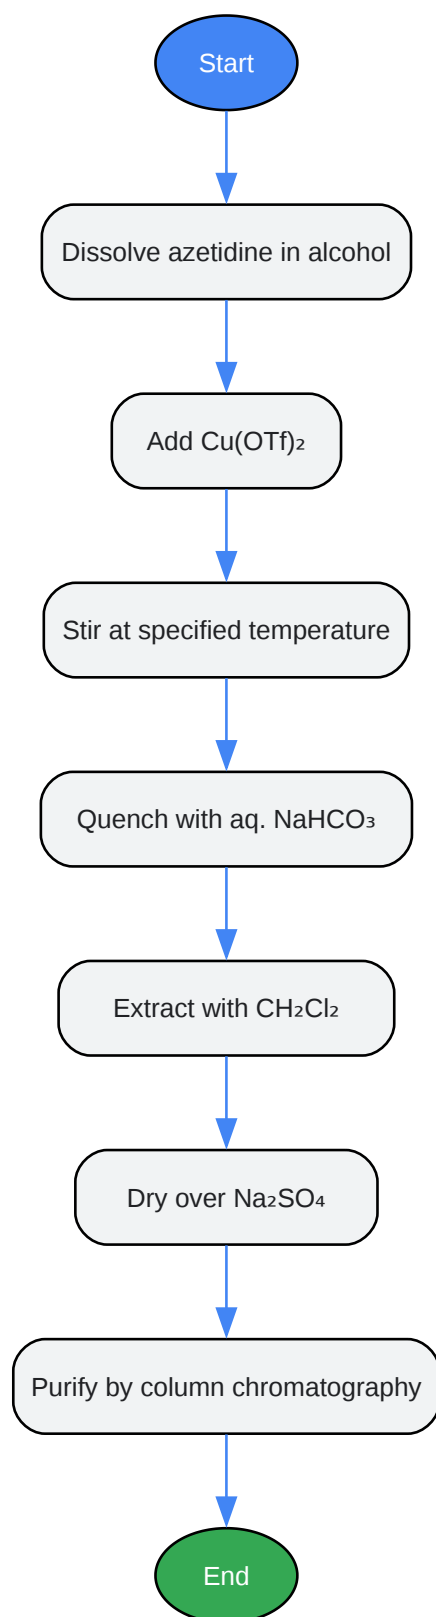 Start
Dissolve azetidine in alcohol
Add Cu(OTf)₂
Stir at specified temperature
Quench with aq. NaHCO₃
Extract with CH₂Cl₂
Dry over Na₂SO₄
Purify by column chromatography
End